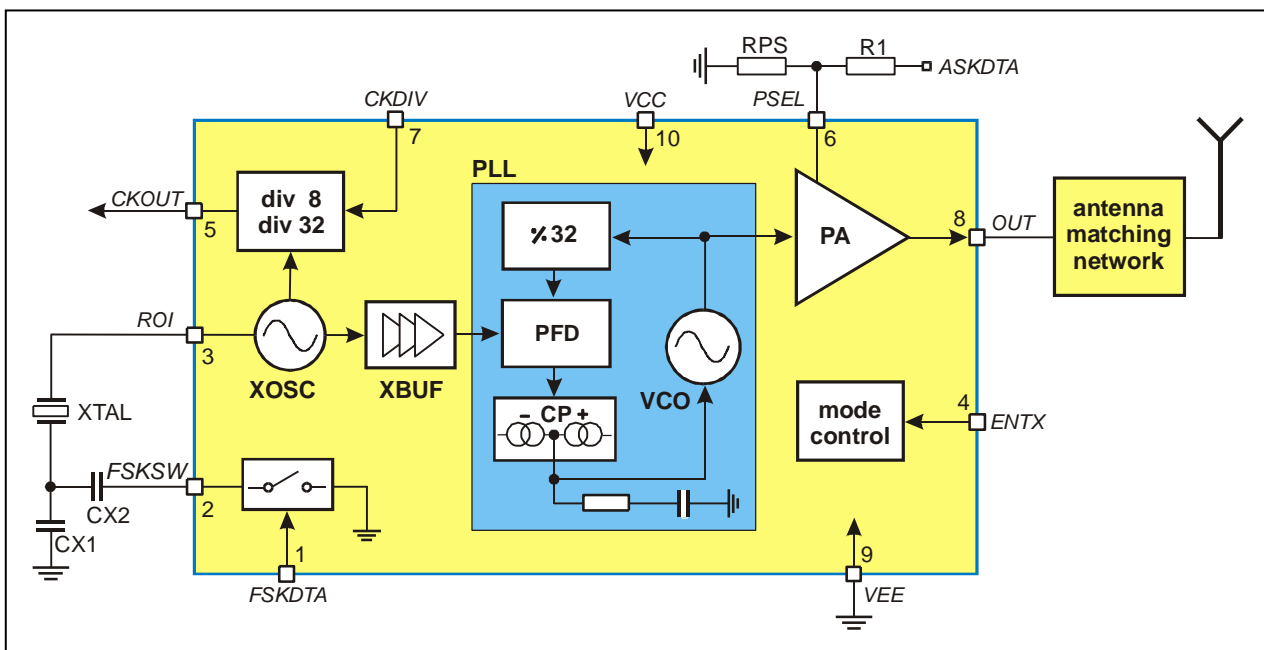 RPS
R1
ASKDTA
CKDIV
VCC
PSEL
7
10
6
PLL
CKOUT
div 8
div 32
5
٪ 32
PA
8
OUT
antenna
matching
network
ROI
3
PFD
XOSC
XBUF
VCO
XTAL
- CP +
mode
control
4
ENTX
FSKSW
2
CX2
CX1
1
9
FSKDTA
VEE